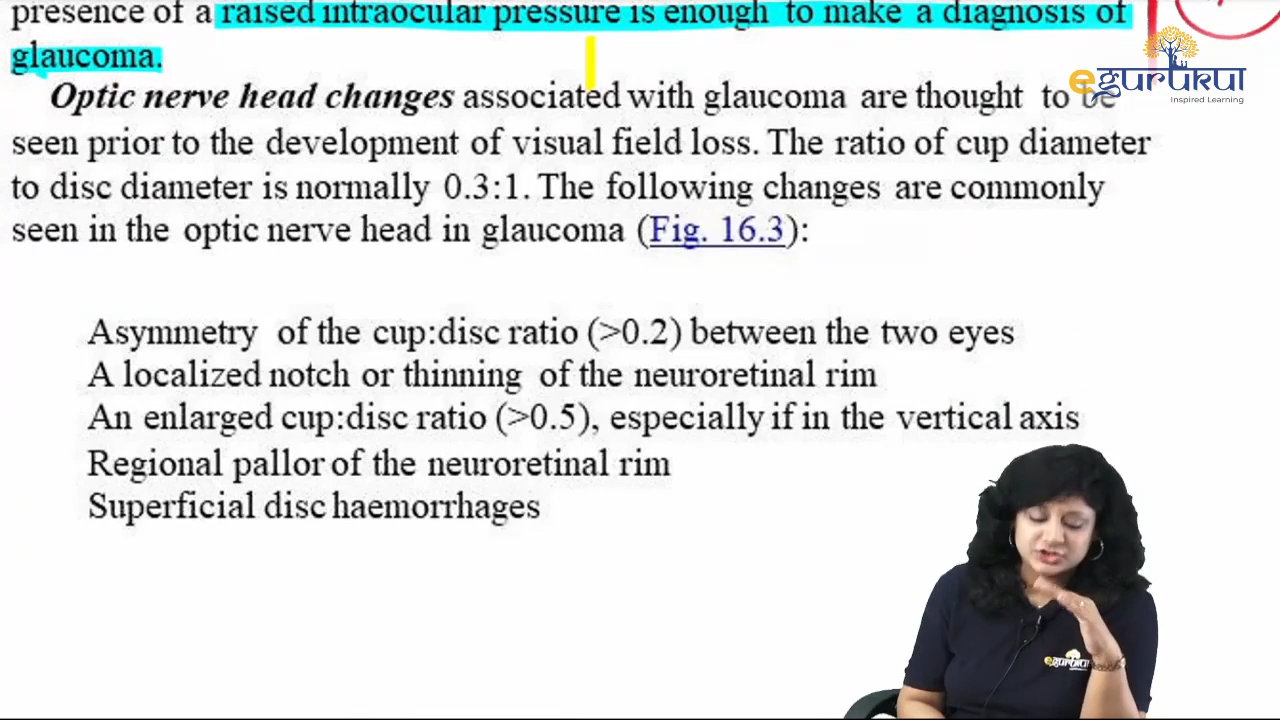 presence of a raised intraocular pressure is enough to make a diagnosis of
glaucoma.
egurukul
Inspired Learning
Optic nerve head changes associated with glaucoma are thought to be
seen prior to the development of visual field loss. The ratio of cup diameter
to disc diameter is normally 0.3:1. The following changes are commonly
seen in the optic nerve head in glaucoma (Fig. 16.3):
Asymmetry of the cup:disc ratio (>0.2) between the two eyes
A localized notch or thinning of the neuroretinal rim
An enlarged cup:disc ratio (>0.5), especially if in the vertical axis
Regional pallor of the neuroretinal rim
Superficial disc haemorrhages
egurukul